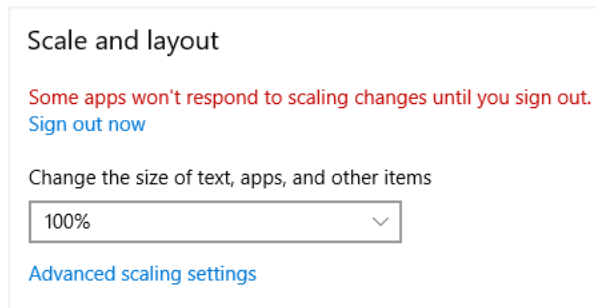 Scale and layout
Some apps won't respond to scaling changes until you sign out.
Sign out now
Change the size of text, apps, and other items
100%
Advanced scaling settings